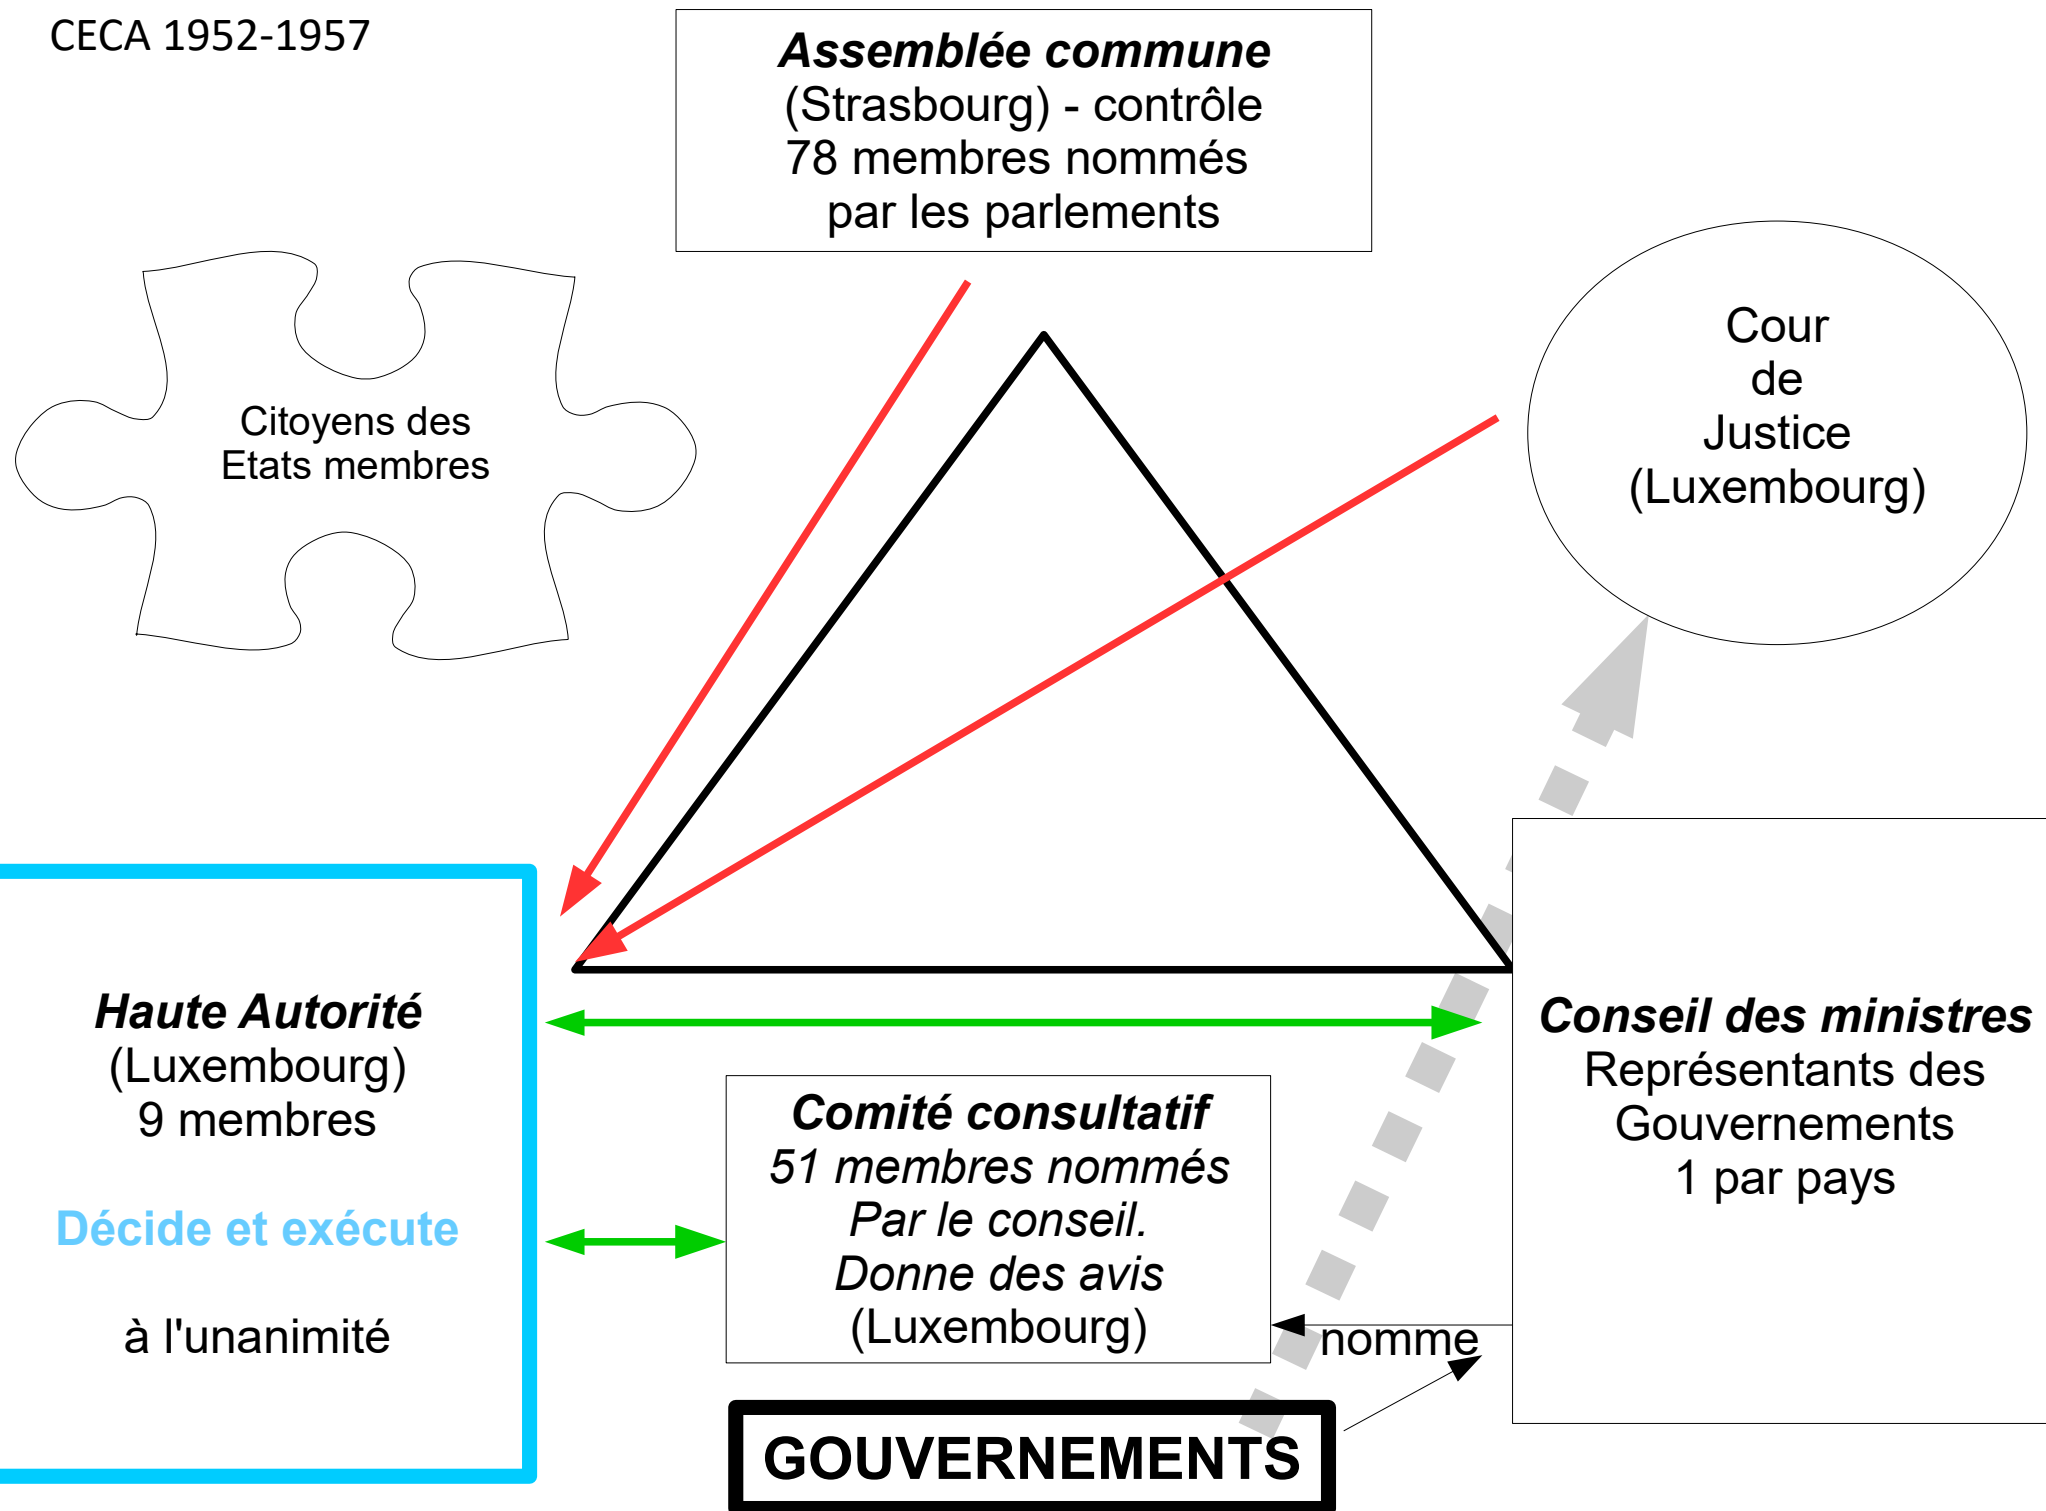 CECA 1952-1957
Assemblée commune
(Strasbourg) - contrôle
78 membres nommés
par les parlements
Citoyens des
Etats membres
Cour
de
Justice
(Luxembourg)
Haute Autorité
(Luxembourg)
9 membres
Décide et exécute
à l'unanimité
Comité consultatif
51 membres nommés
Par le conseil.
Donne des avis
(Luxembourg)
Conseil des ministres
Représentants des
Gouvernements
1 par pays
nomme
GOUVERNEMENTS